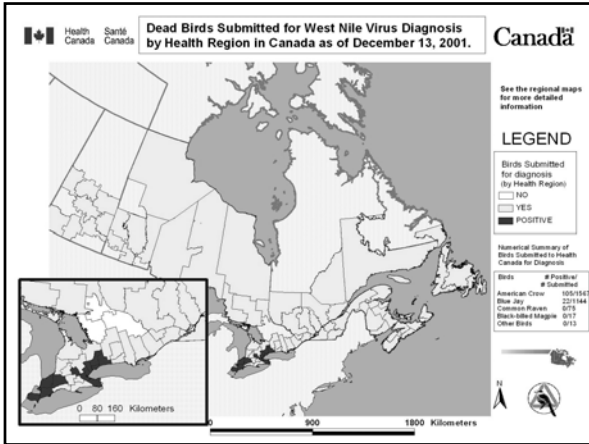 Health
Canada
Santé
Canada
Dead Birds Submitted for West Nile Virus Diagnosis
by Health Region in Canada as of December 13, 2001.
Canada
See the regional maps
for more detailed
information
LEGEND
Birds Submitted
for diagnosis
(by Health Region)
NO
YES
POSITIVE
Numerical Summary of
Birds Submitted to Health
Canada for Diagnosis
Birds # Positive/
# Submitted
American Crow 105/1567
Blue Jay 22/1144
Common Raven 0/75
Black-billed Magpie 0/17
Other Birds 0/13
N
0 80 160 Kilometers
0 900 1800 Kilometers